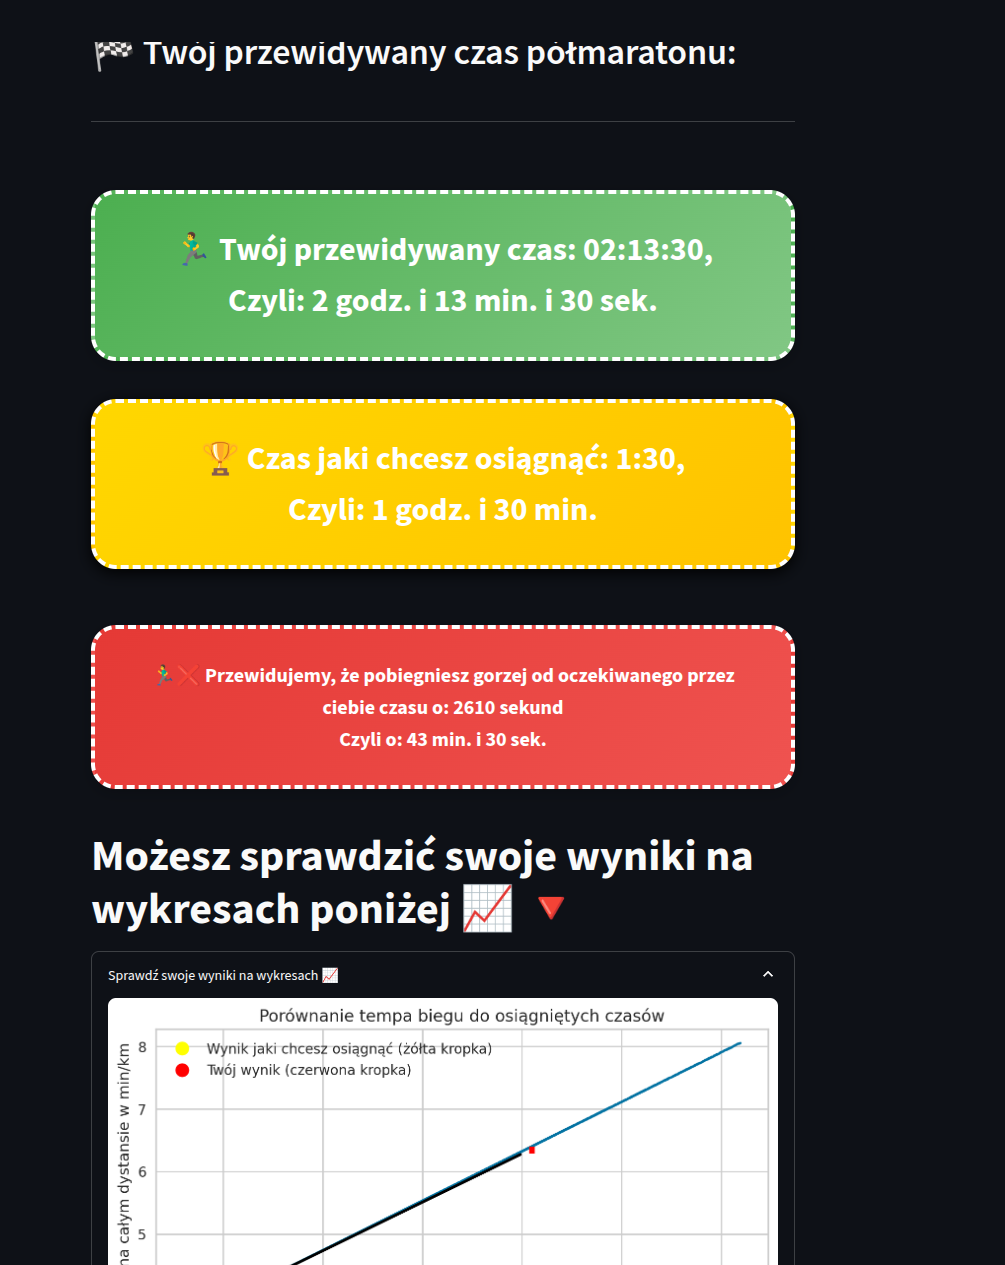 Twój przewidywany czas półmaratonu:
Twój przewidywany czas: 02:13:30,
Czyli: 2 godz. i 13 min. i 30 sek.
Czas jaki chcesz osiągnąć: 1:30,
Czyli: 1 godz. i 30 min.
Przewidujemy, że pobiegniesz gorzej od oczekiwanego przez
ciebie czasu o: 2610 sekund
Czyli o: 43 min. i 30 sek.
Możesz sprawdzić swoje wyniki na
wykresach poniżej
Sprawdź swoje wyniki na wykresach
Porównanie tempa biegu do osiągniętych czasów
Wynik jaki chcesz osiągnąć (żółta kropka)
Twój wynik (czerwona kropka)
8
7
6
5
na całym dystansie w min/km